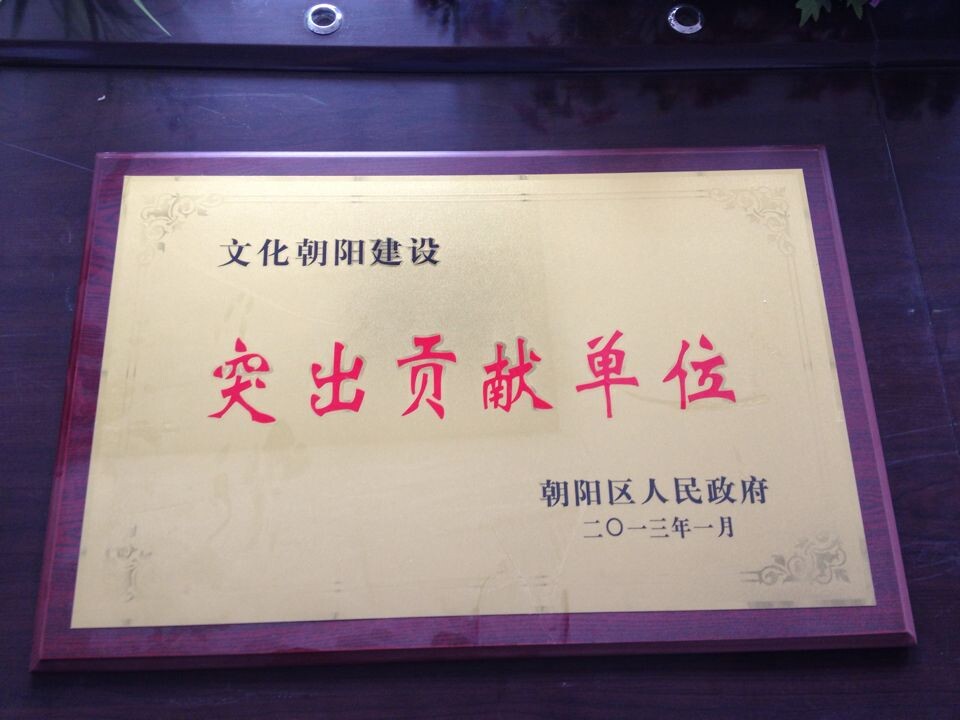 文化朝阳建设
突出贡献单位
朝阳区人民政府
二〇一三年一月